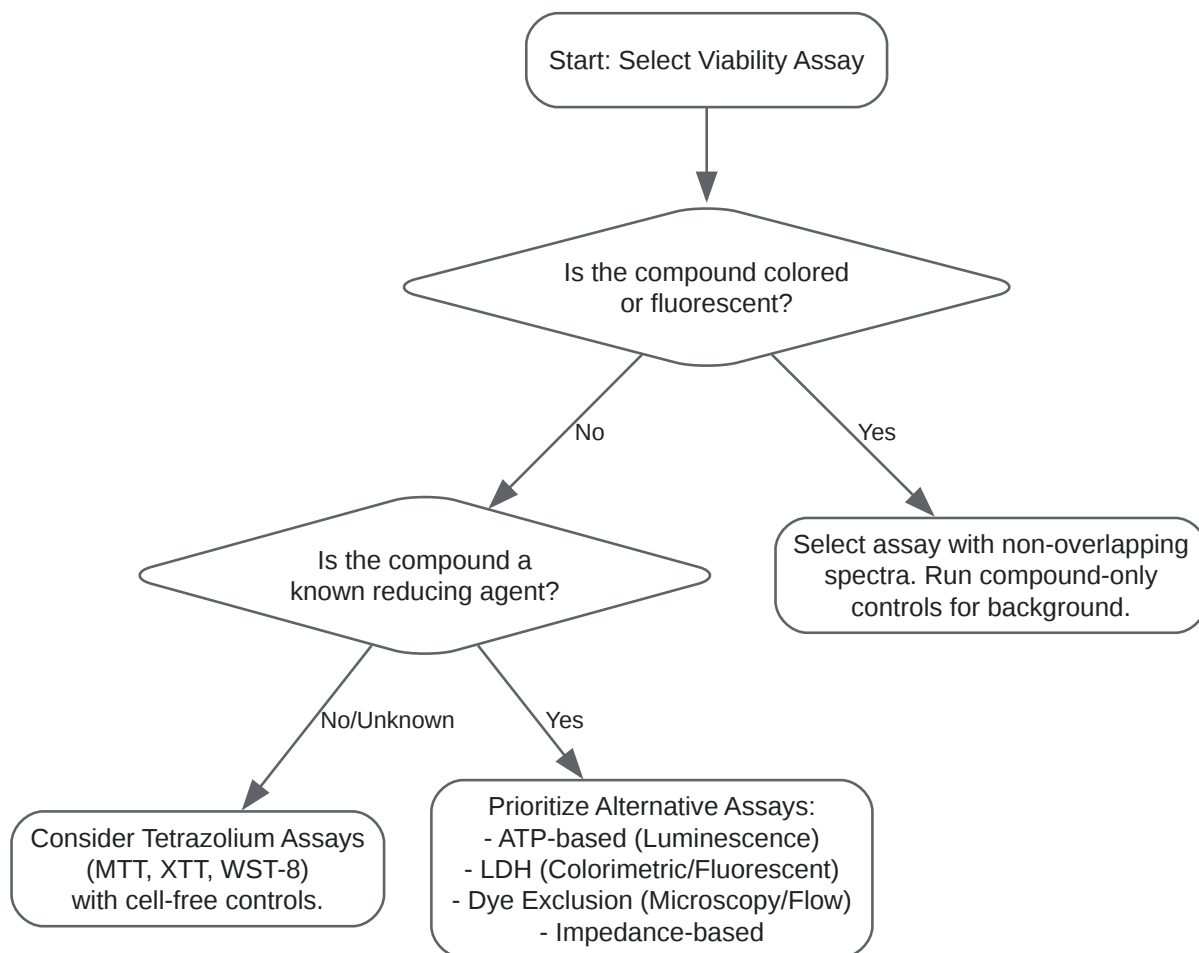 Start: Select Viability Assay
Is the compound colored
or fluorescent?
No
Yes
Is the compound a
known reducing agent?
Select assay with non-overlapping
spectra. Run compound-only
controls for background.
No/Unknown
Yes
Consider Tetrazolium Assays
(MTT, XTT, WST-8)
with cell-free controls.
Prioritize Alternative Assays:
- ATP-based (Luminescence)
- LDH (Colorimetric/Fluorescent)
- Dye Exclusion (Microscopy/Flow)
- Impedance-based